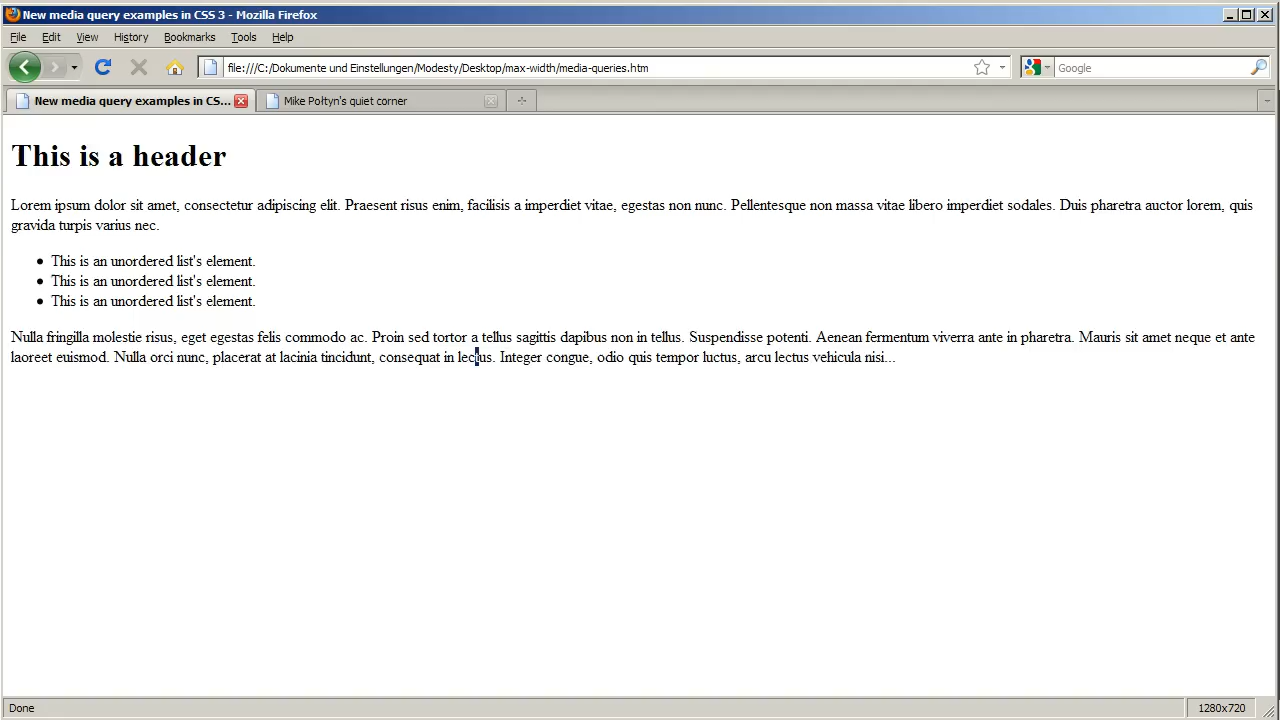 New media query examples in CSS 3 - Mozilla Firefox
File Edit View History Bookmarks Tools Help
file:///C:/Dokumente und Einstellungen/Modesty/Desktop/max-width/media-queries.htm Google
New media query examples in CS... Mike Połtyn's quiet corner
This is a header
Lorem ipsum dolor sit amet, consectetur adipiscing elit. Praesent risus enim, facilisis a imperdiet vitae, egestas non nunc. Pellentesque non massa vitae libero imperdiet sodales. Duis pharetra auctor lorem, quis
gravida turpis varius nec.
• This is an unordered list's element.
• This is an unordered list's element.
• This is an unordered list's element.
Nulla fringilla molestie risus, eget egestas felis commodo ac. Proin sed tortor a tellus sagittis dapibus non in tellus. Suspendisse potenti. Aenean fermentum viverra ante in pharetra. Mauris sit amet neque et ante
laoreet euismod. Nulla orci nunc, placerat at lacinia tincidunt, consequat in lectus. Integer congue, odio quis tempor luctus, arcu lectus vehicula nisi...
Done 1280x720